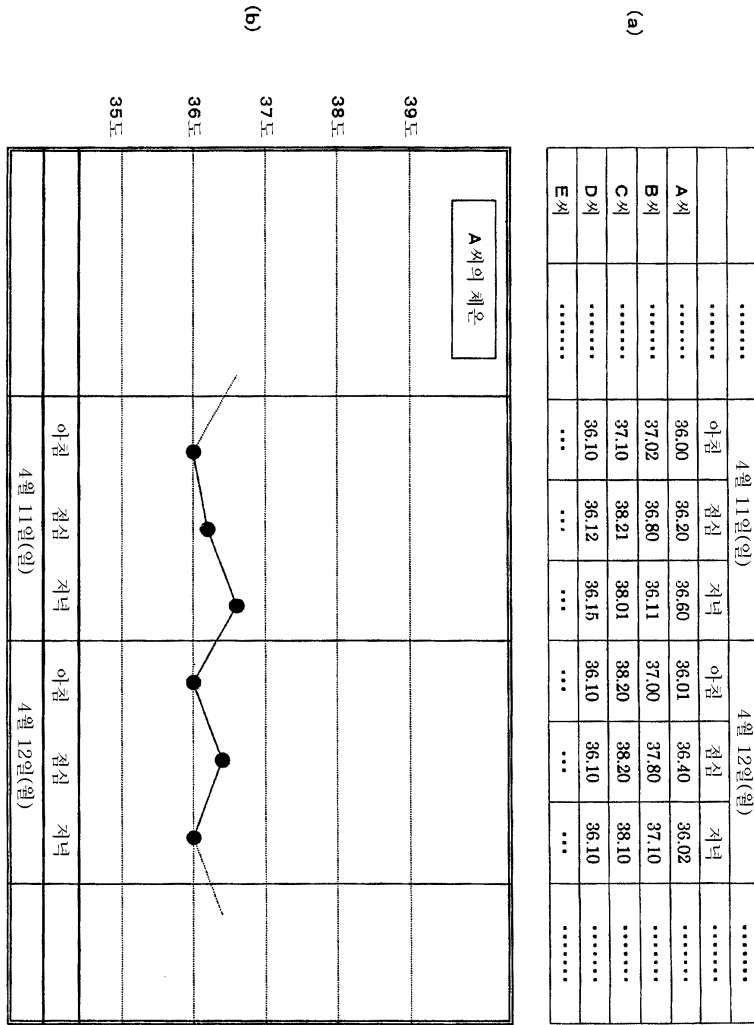 (a)
....... 4월 11일(일) 4월 12일(월) .......
....... 아침 점심 저녁 아침 점심 저녁 .......
A씨 ....... 36.00 36.20 36.60 36.01 36.40 36.02 .......
B씨 ....... 37.02 36.80 36.11 37.00 37.80 37.10 .......
C씨 ....... 37.10 38.21 38.01 38.20 38.20 38.10 .......
D씨 ....... 36.10 36.12 36.15 36.10 36.10 36.10 .......
E씨 ....... ... ... ... ... ... ... .......
(b)
A씨의 체온
39도
38도
37도
36도
35도
아침 점심 저녁 아침 점심 저녁
4월 11일(일) 4월 12일(월)